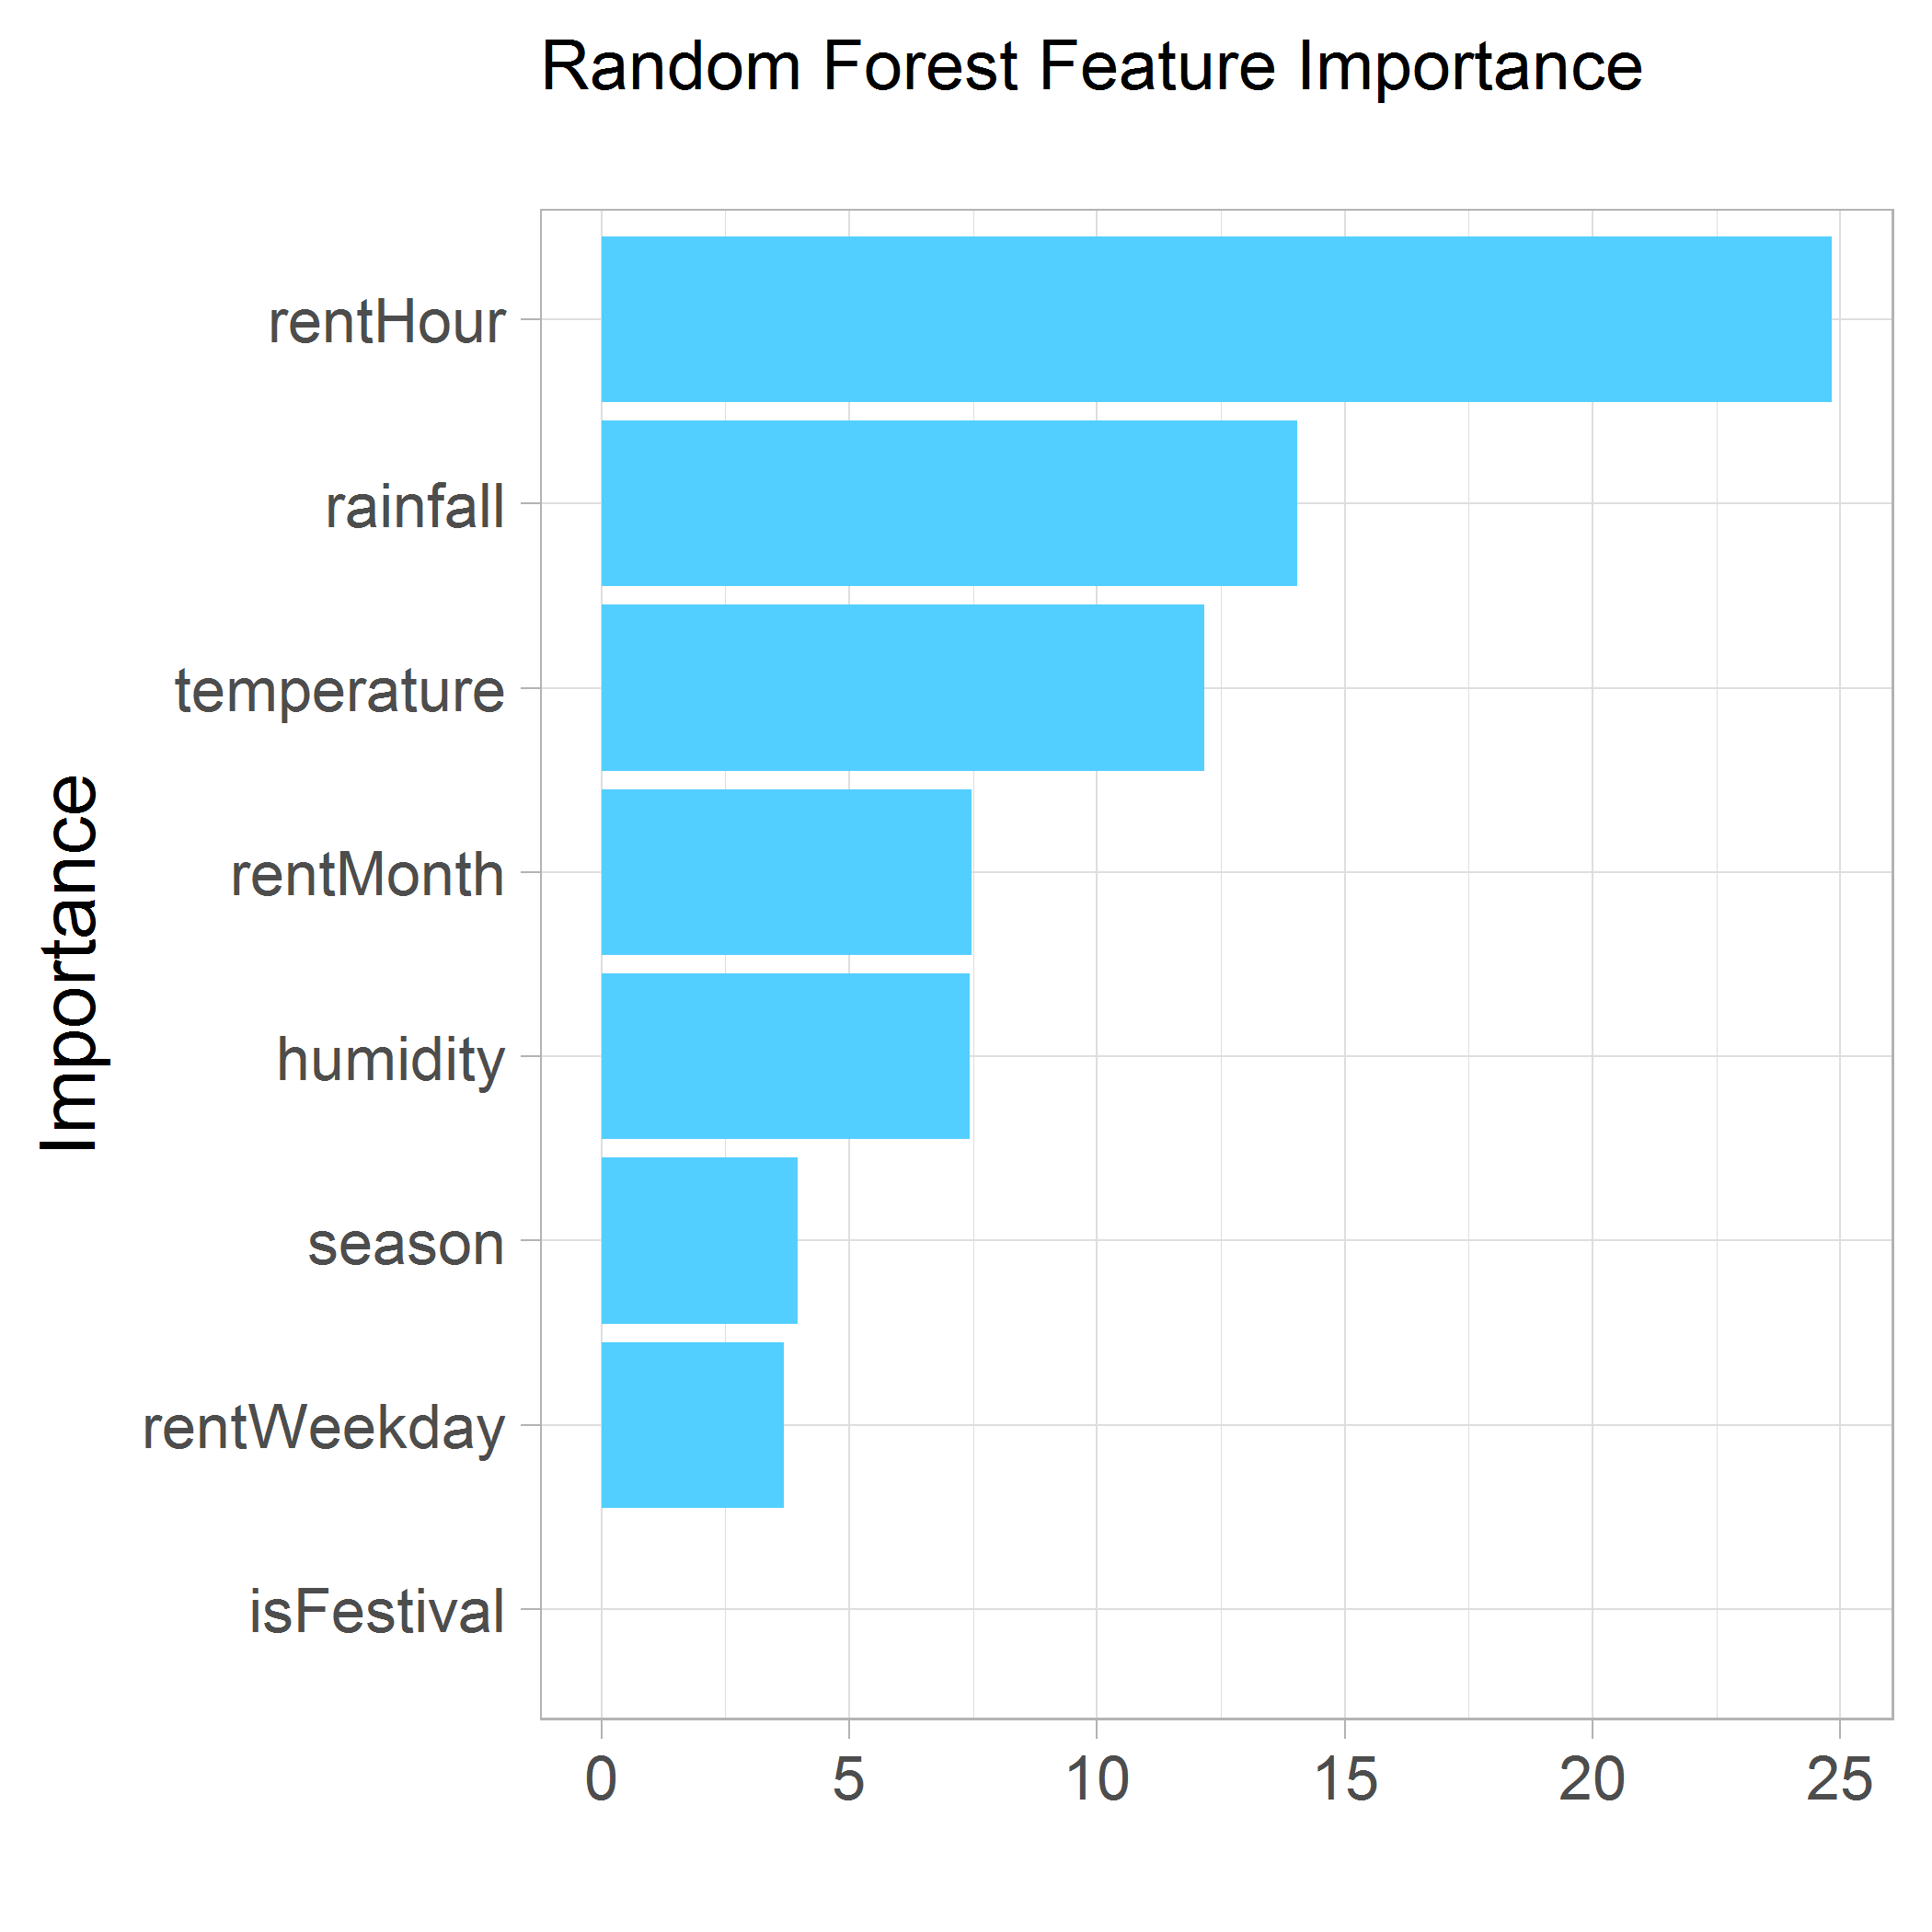 Random Forest Feature Importance
Importance
rentHour
rainfall
temperature
rentMonth
humidity
season
rentWeekday
isFestival
0 5 10 15 20 25